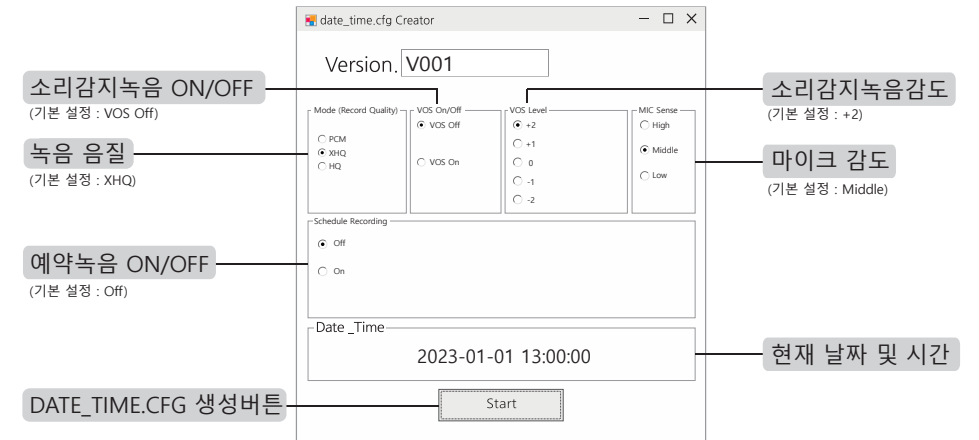 date_time.cfg Creator
Version. V001
소리감지녹음 ON/OFF
(기본 설정 : VOS Off)
녹음 음질
(기본 설정 : XHQ)
예약녹음 ON/OFF
(기본 설정 : Off)
DATE_TIME.CFG 생성버튼
Mode (Record Quality)
PCM
XHQ
HQ
VOS On/Off
VOS Off
VOS On
VOS Level
+2
+1
0
-1
-2
MIC Sense
High
Middle
Low
Schedule Recording
Off
On
Date _Time
2023-01-01 13:00:00
Start
소리감지녹음감도
(기본 설정 : +2)
마이크 감도
(기본 설정 : Middle)
현재 날짜 및 시간